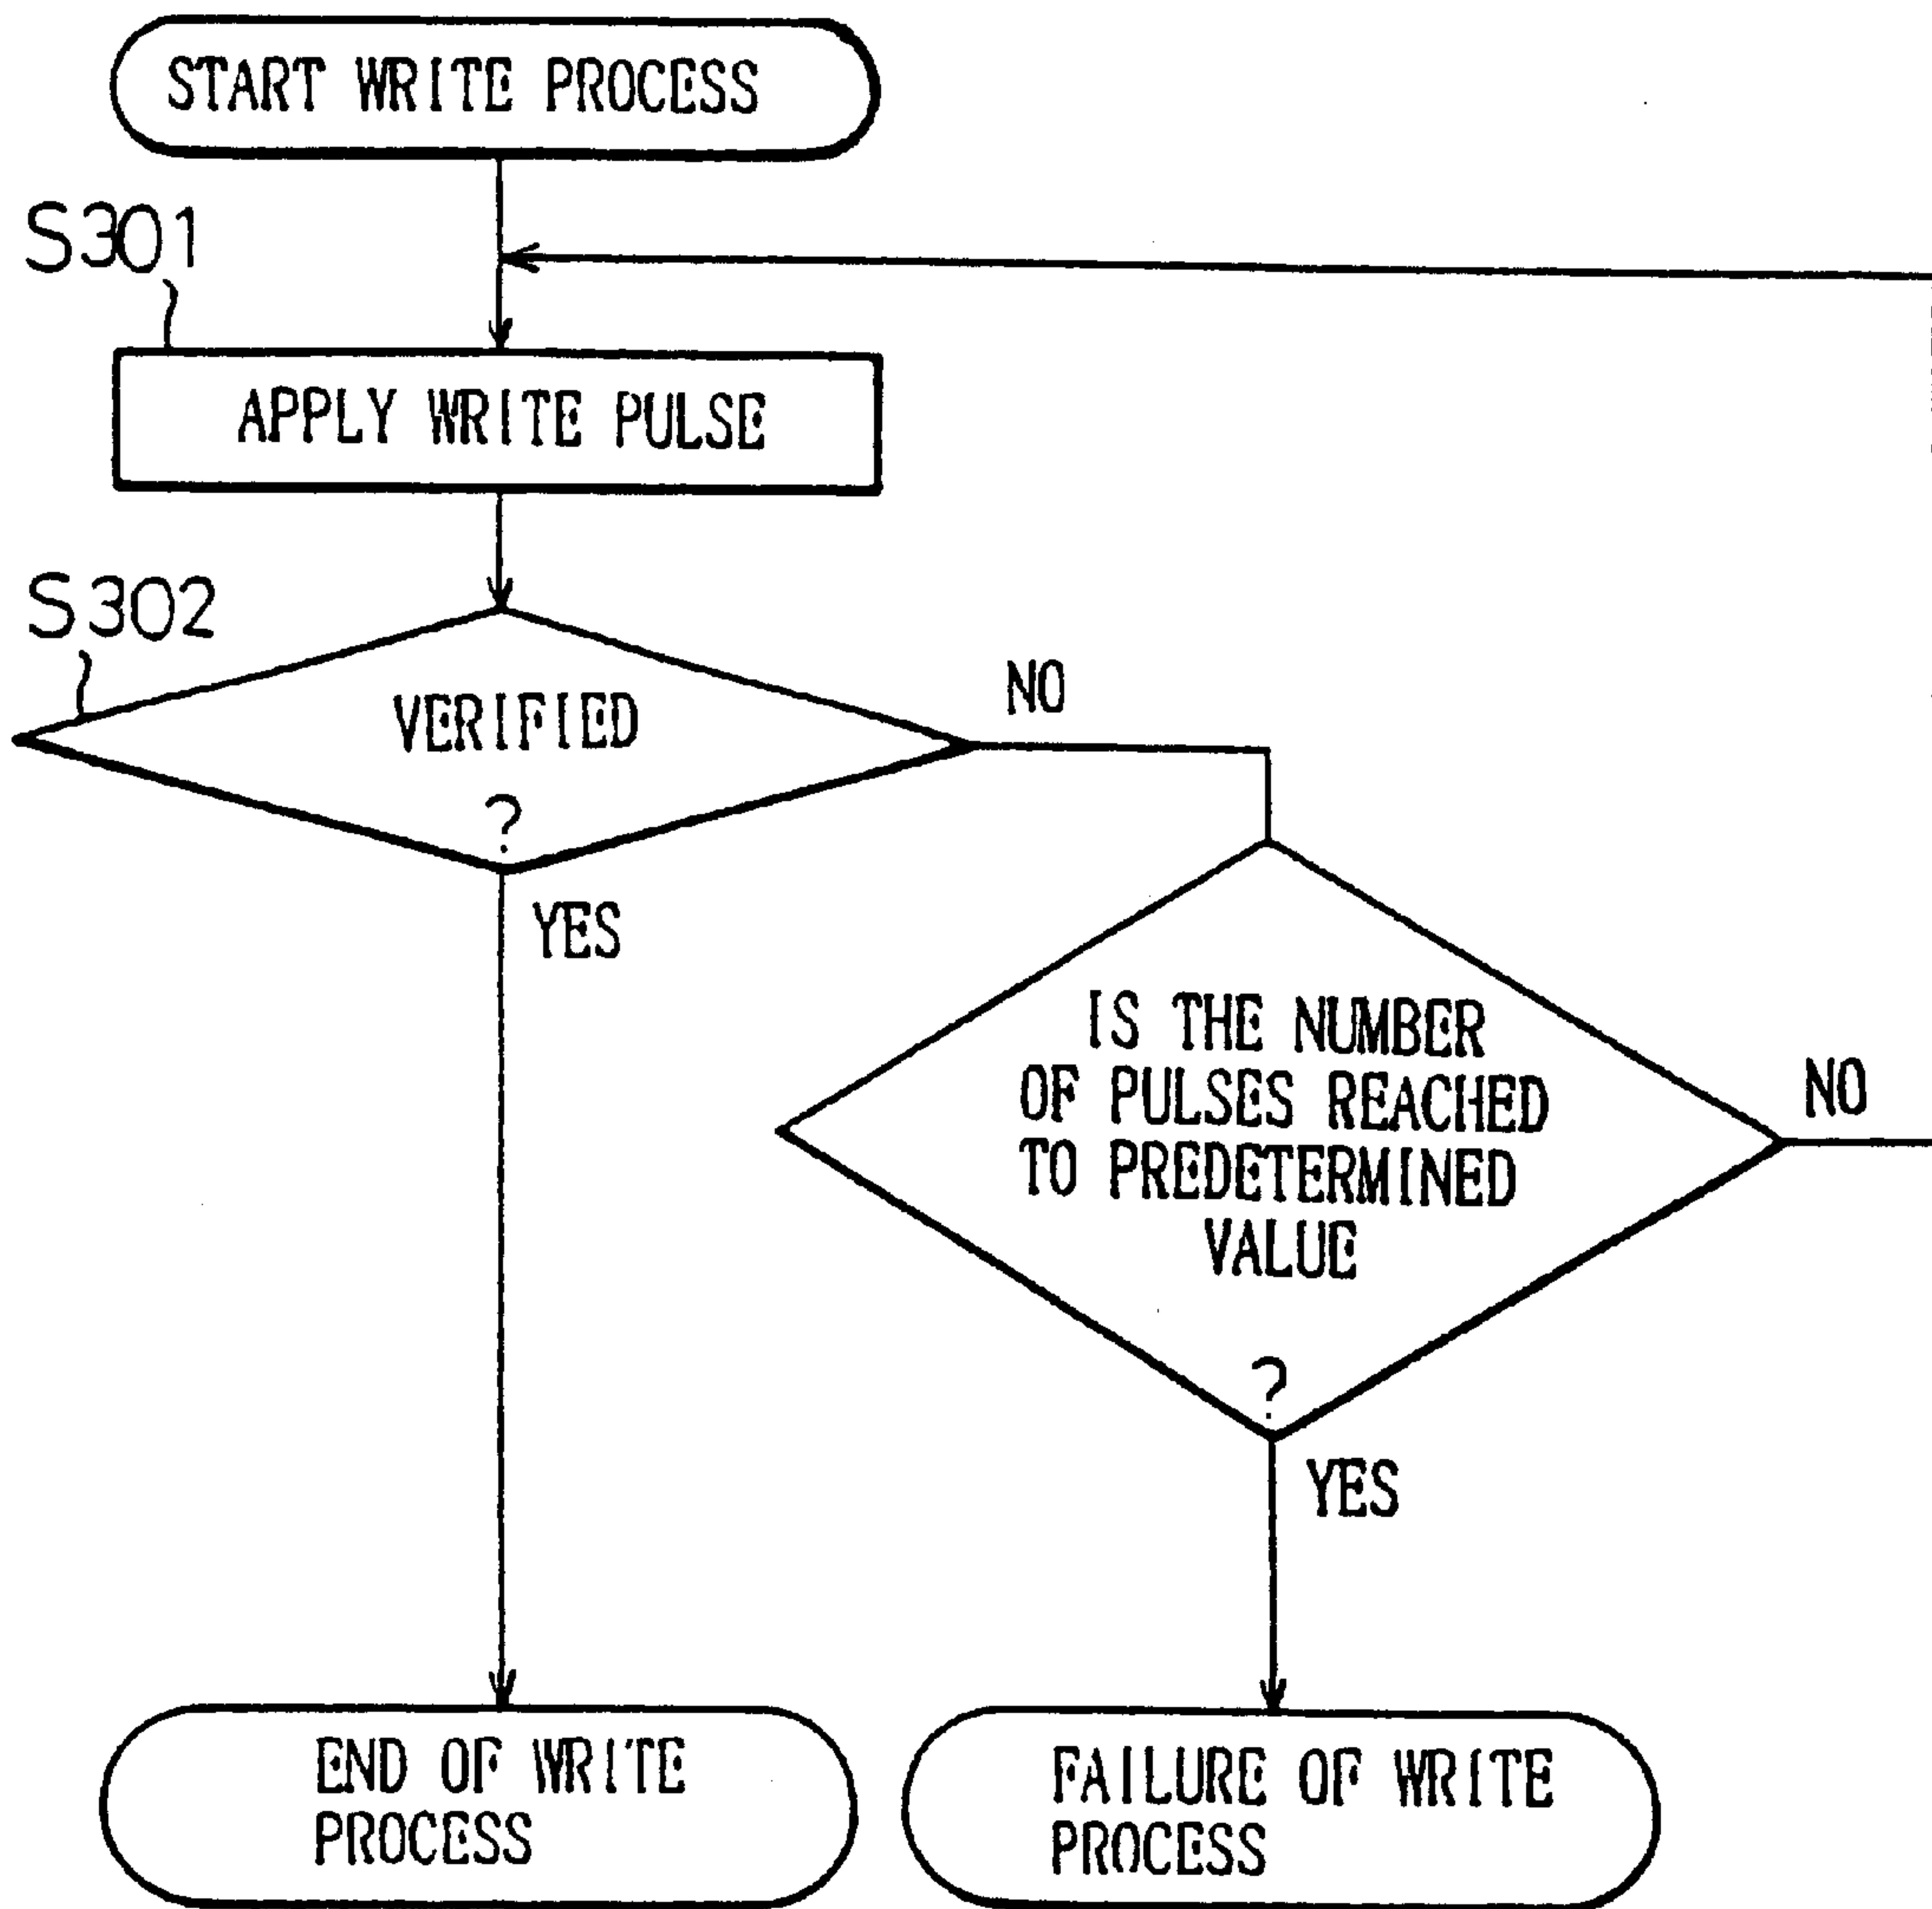 START WRITE PROCESS
S301
APPLY WRITE PULSE
S302
VERIFIED
?
NO
YES
IS THE NUMBER
OF PULSES REACHED
TO PREDETERMINED
VALUE
?
NO
YES
END OF WRITE
PROCESS
FAILURE OF WRITE
PROCESS